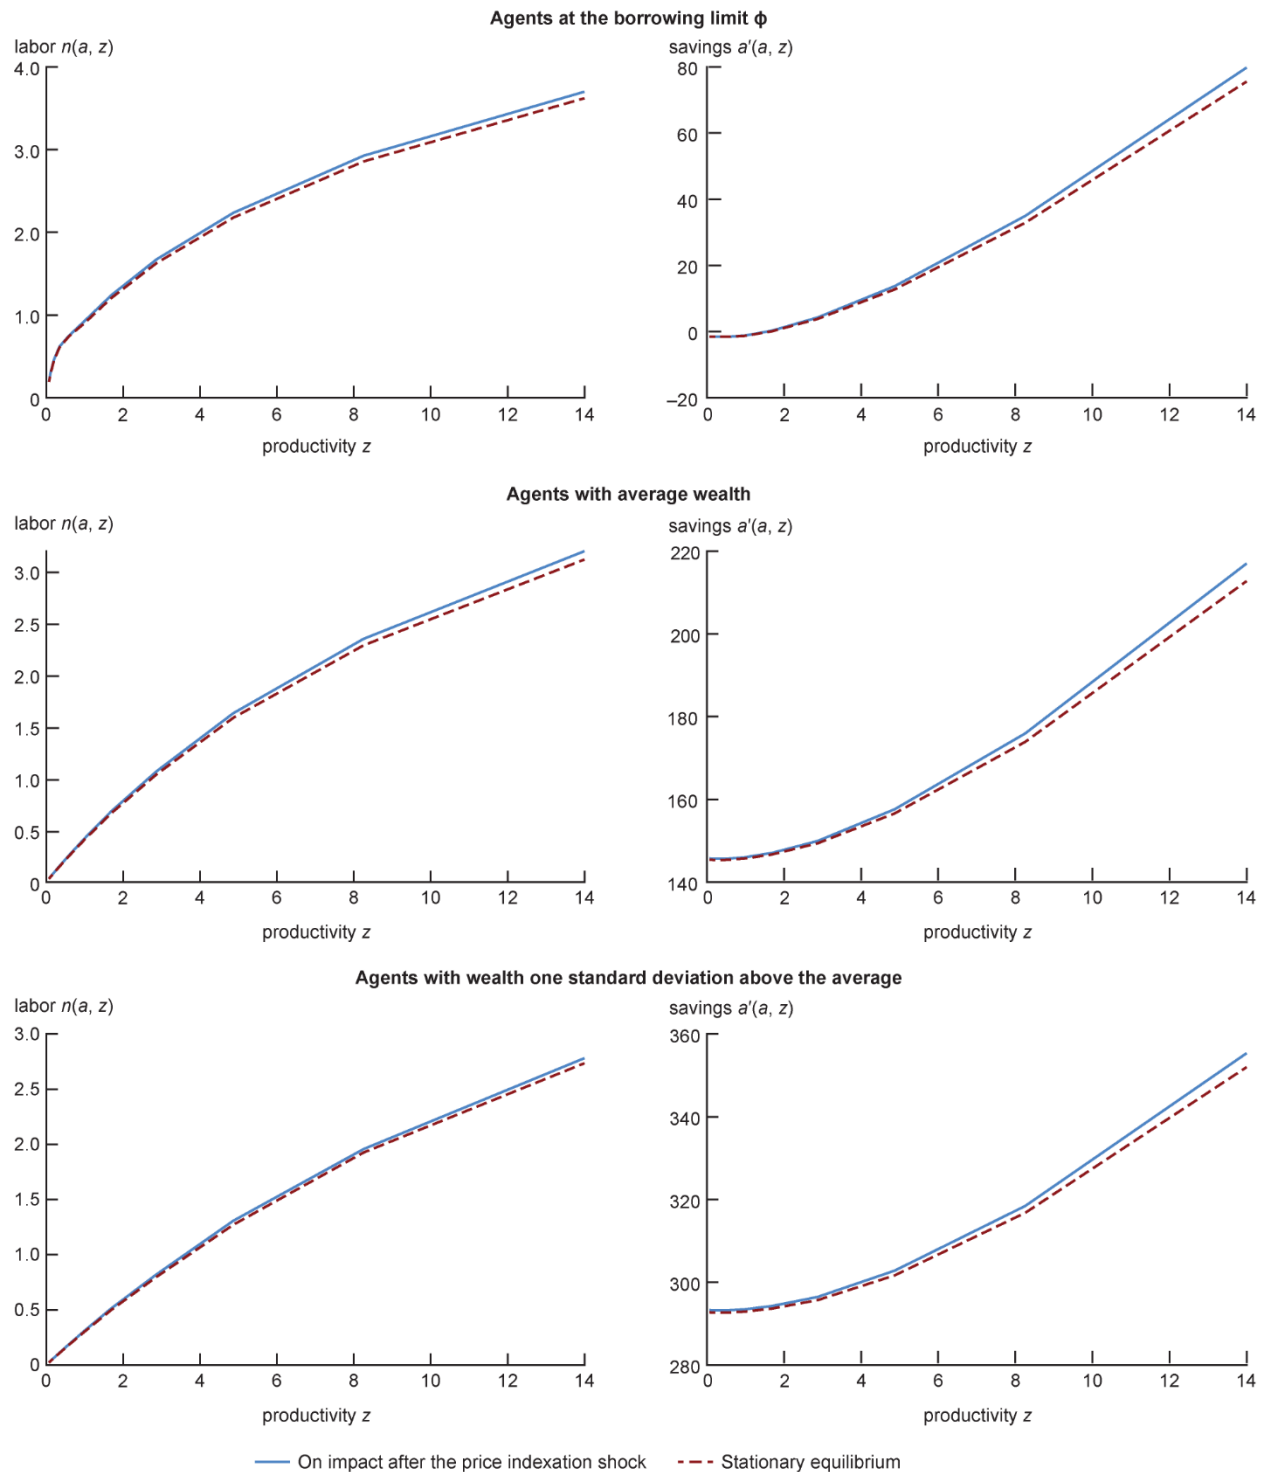 Agents at the borrowing limit ϕ
labor n(a, z)
4.0
3.0
2.0
1.0
0
0 2 4 6 8 10 12 14
productivity z
savings a′(a, z)
80
60
40
20
0
–20
0 2 4 6 8 10 12 14
productivity z
Agents with average wealth
labor n(a, z)
3.0
2.5
2.0
1.5
1.0
0.5
0
0 2 4 6 8 10 12 14
productivity z
savings a′(a, z)
220
200
180
160
140
0 2 4 6 8 10 12 14
productivity z
Agents with wealth one standard deviation above the average
labor n(a, z)
3.0
2.5
2.0
1.5
1.0
0.5
0
0 2 4 6 8 10 12 14
productivity z
savings a′(a, z)
360
340
320
300
280
0 2 4 6 8 10 12 14
productivity z
On impact after the price indexation shock
Stationary equilibrium